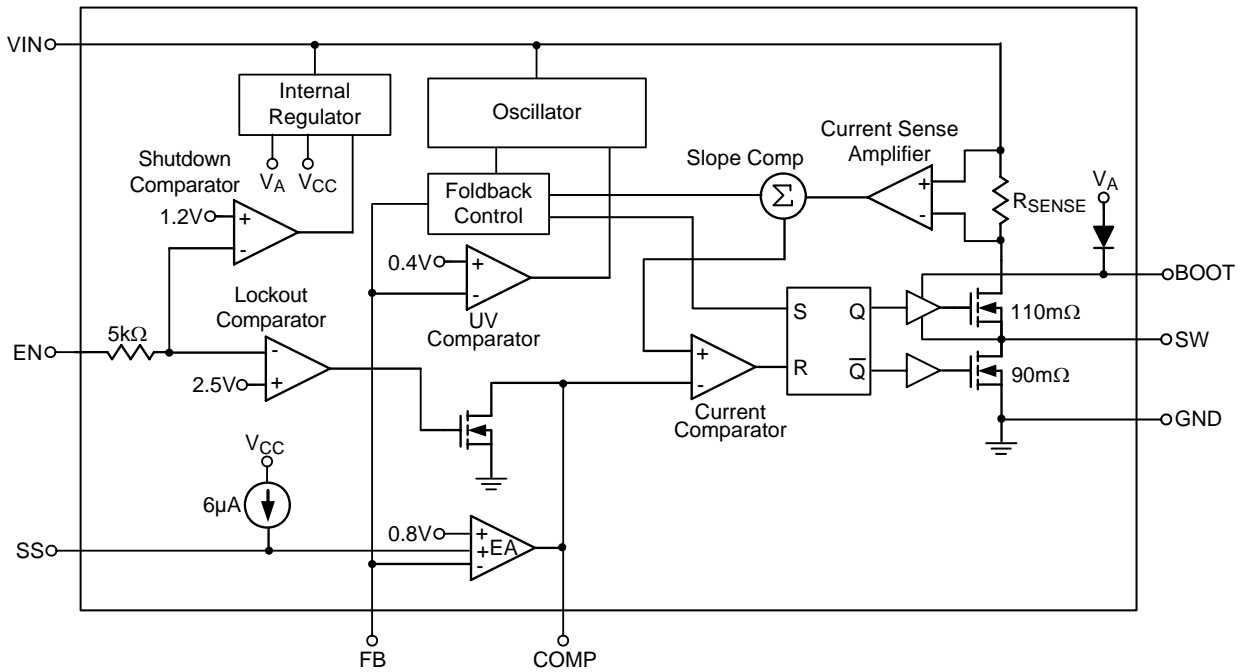 VIN
Internal
Regulator
Oscillator
Current Sense
Amplifier
Shutdown
Comparator
VA
VCC
Slope Comp
Foldback
Control
Σ
+
-
RSENSE
VA
1.2V
+
-
0.4V
+
-
BOOT
Lockout
Comparator
UV
Comparator
S
Q
110mΩ
5kΩ
EN
-
+
2.5V
+
-
R
Q̅
SW
90mΩ
Current
Comparator
GND
VCC
6µA
0.8V
+
+
-
EA
SS
FB
COMP